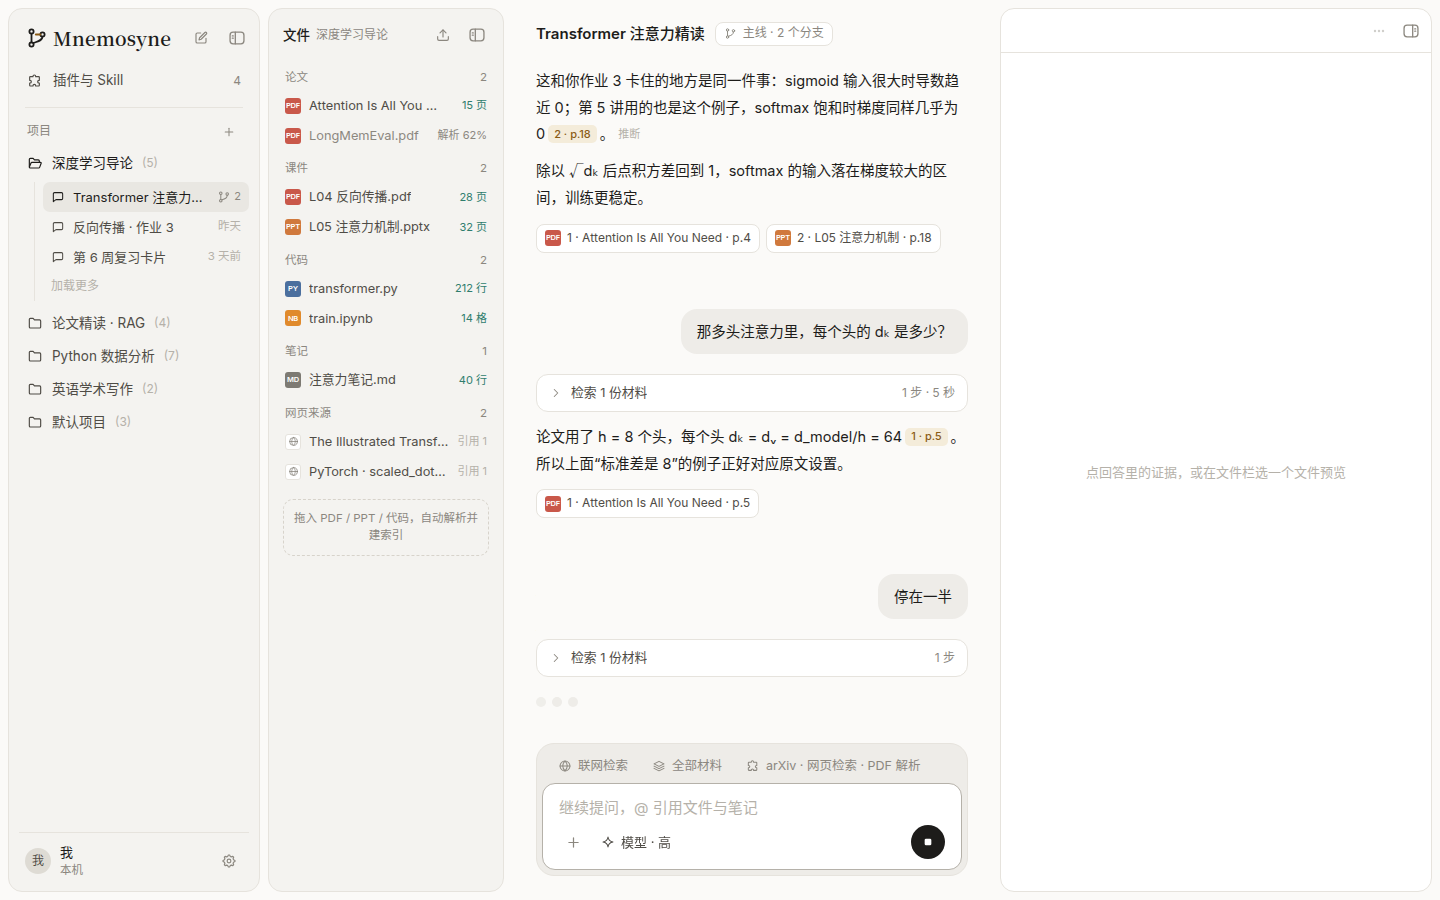 Mnemosyne
插件与 Skill 4
项目
深度学习导论 (5)
Transformer 注意力... 2
反向传播 · 作业 3 昨天
第 6 周复习卡片 3 天前
加载更多
论文精读 · RAG (4)
Python 数据分析 (7)
英语学术写作 (2)
默认项目 (3)
我 我
本机
文件 深度学习导论
论文 2
PDF Attention Is All You ... 15 页
PDF LongMemEval.pdf 解析 62%
课件 2
PDF L04 反向传播.pdf 28 页
PPT L05 注意力机制.pptx 32 页
代码 2
PY transformer.py 212 行
NB train.ipynb 14 格
笔记 1
MD 注意力笔记.md 40 行
网页来源 2
The Illustrated Transf... 引用 1
PyTorch · scaled_dot... 引用 1
拖入 PDF / PPT / 代码，自动解析并
建索引
Transformer 注意力精读 主线 · 2 个分支
这和你作业 3 卡住的地方是同一件事：sigmoid 输入很大时导数趋
近 0；第 5 讲用的也是这个例子，softmax 饱和时梯度同样几乎为
0 2 · p.18 。 推断
除以 √dₖ 后点积方差回到 1，softmax 的输入落在梯度较大的区
间，训练更稳定。
PDF 1 · Attention Is All You Need · p.4 PPT 2 · L05 注意力机制 · p.18
那多头注意力里，每个头的 dₖ 是多少？
检索 1 份材料 1 步 · 5 秒
论文用了 h = 8 个头，每个头 dₖ = dᵥ = d_model/h = 64 1 · p.5 。
所以上面“标准差是 8”的例子正好对应原文设置。
PDF 1 · Attention Is All You Need · p.5
停在一半
检索 1 份材料 1 步
联网检索 全部材料 arXiv · 网页检索 · PDF 解析
继续提问，@ 引用文件与笔记
模型 · 高
点回答里的证据，或在文件栏选一个文件预览